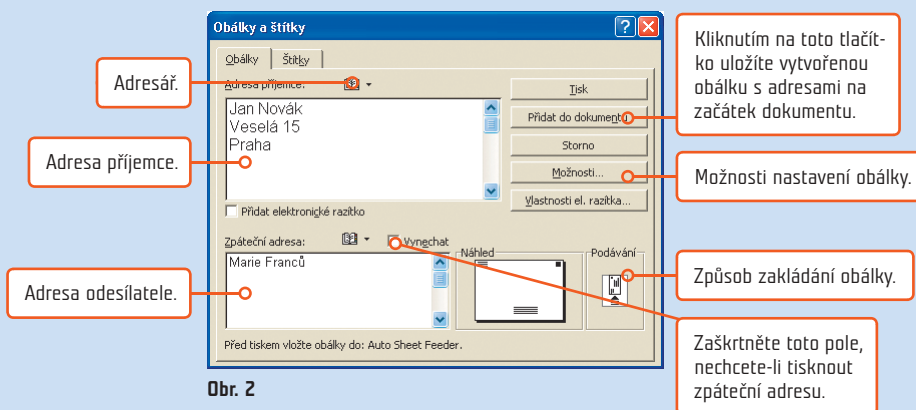 Obálky a štítky
Obálky
Štítky
Adresa příjemce:
Jan Novák
Veselá 15
Praha
Přidat elektronické razítko
Zpáteční adresa:
Vynechat
Marie Franců
Před tiskem vložte obálky do: Auto Sheet Feeder.
Tisk
Přidat do dokumentu
Storno
Možnosti...
Vlastnosti el. razítka...
Náhled
Podávání
Adresář.
Adresa příjemce.
Adresa odesílatele.
Kliknutím na toto tlačít-
ko uložíte vytvořenou
obálku s adresami na
začátek dokumentu.
Možnosti nastavení obálky.
Způsob zakládání obálky.
Zaškrtněte toto pole,
nechcete-li tisknout
zpáteční adresu.
Obr. 2